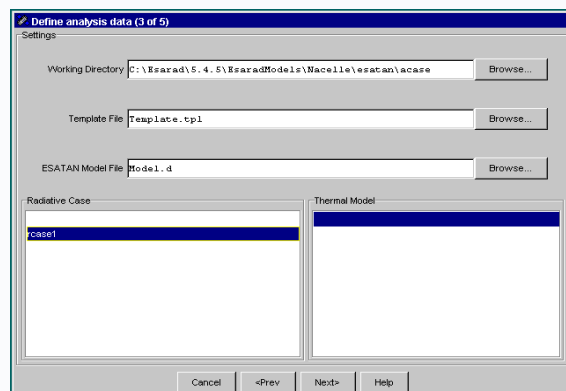 Define analysis data (3 of 5)
Settings
Working Directory C:\Esarad\5.4.5\EsaradModels\Nacelle\esatan\acase Browse...
Template File Template.tpl Browse...
ESATAN Model File Model.d Browse...
Radiative Case Thermal Model
rcase1
Cancel <Prev Next> Help